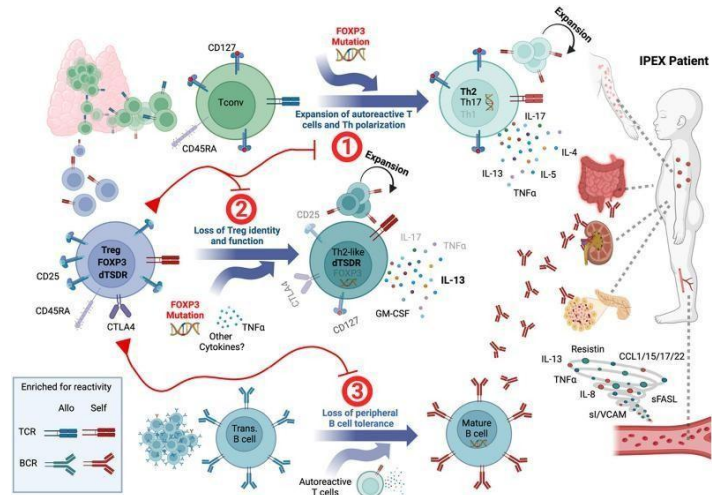 CD127
Tconv
CD45RA
FOXP3
Mutation
Expansion of autoreactive T
cells and Th polarization
1
Th2
Th17
Th1
Expansion
IPEX Patient
IL-17
IL-4
IL-13
IL-5
TNFα
2
Loss of Treg identity
and function
Treg
FOXP3
dTSDR
CD25
CD45RA
CTLA4
FOXP3
Mutation
TNFα
Other
Cytokines?
Expansion
CD25
Th2-like
dTSDR
FOXP3
CTLA4
CD127
IL-17
TNFα
IL-13
GM-CSF
3
Loss of peripheral
B cell tolerance
Trans.
B cell
Mature
B cell
Autoreactive
T cells
Enriched for reactivity
Allo Self
TCR
BCR
Resistin
IL-13
CCL1/15/17/22
TNFα
IL-8
sFASL
sI/VCAM